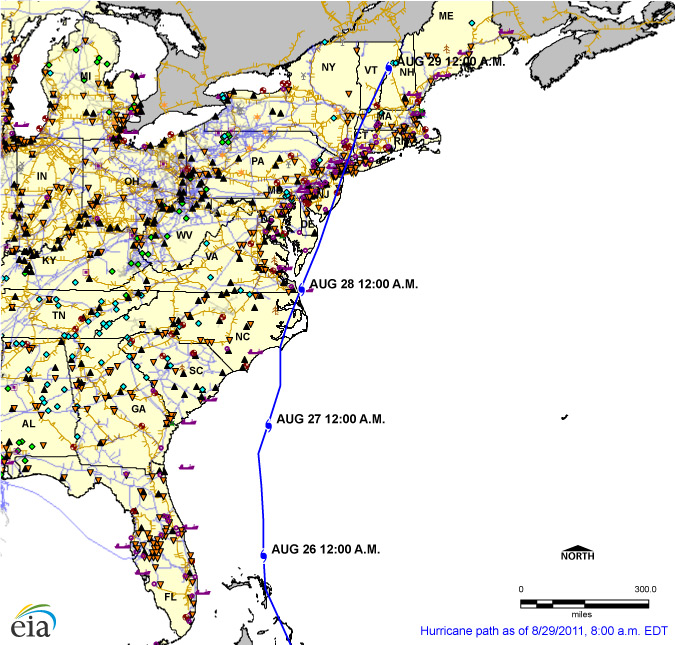 ME
NY
VT
AUG 29 12:00 A.M.
NH
MI
MA
CT
RI
PA
IN
OH
MD
NJ
DE
WV
VA
KY
AUG 28 12:00 A.M.
TN
NC
SC
GA
AL
AUG 27 12:00 A.M.
AUG 26 12:00 A.M.
NORTH
FL
0
300.0
miles
eia
Hurricane path as of 8/29/2011, 8:00 a.m. EDT